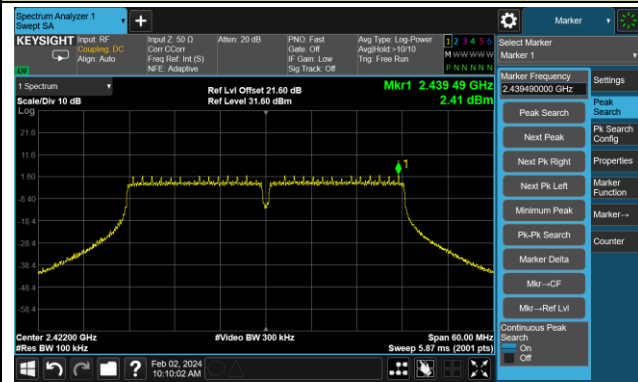 Spectrum Analyzer 1
Swept SA
Marker
KEYSIGHT
Input: RF
Coupling: DC
Align: Auto
Input Z: 50 Ω
Corr CCorr
Freq Ref: Int (S)
NFE: Adaptive
Atten: 20 dB
PNO: Fast
Gate: Off
IF Gain: Low
Sig Track: Off
Avg Type: Log-Power
Avg|Hold:>10/10
Trig: Free Run
1 2 3 4 5 6
M W W W W W
P N N N N N
Select Marker
Marker 1
LXI
1 Spectrum
Scale/Div 10 dB
Log
Ref Lvl Offset 21.60 dB
Ref Level 31.60 dBm
Mkr1 2.439 49 GHz
2.41 dBm
21.6
11.6
1.60
-8.40
-18.4
-28.4
-38.4
-48.4
-58.4
1
Center 2.42200 GHz
#Res BW 100 kHz
#Video BW 300 kHz
Span 60.00 MHz
Sweep 5.87 ms (2001 pts)
Marker Frequency
2.439490000 GHz
Peak Search
Next Peak
Next Pk Right
Next Pk Left
Minimum Peak
Pk-Pk Search
Marker Delta
Mkr→CF
Mkr→Ref Lvl
Continuous Peak
Search
On
Off
Settings
Peak
Search
Pk Search
Config
Properties
Marker
Function
Marker→
Counter
Feb 02, 2024
10:10:02 AM